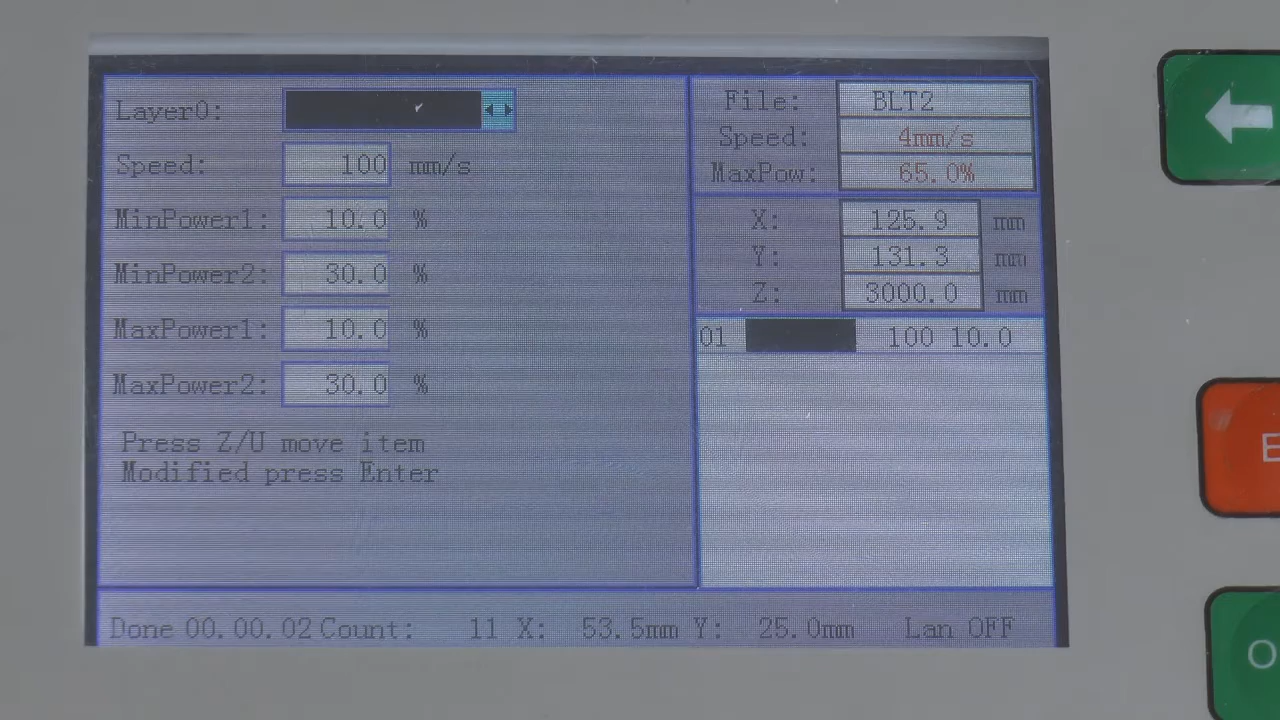 Layer0:
Speed: 100 mm/s
MinPower1: 10.0 %
MinPower2: 30.0 %
MaxPower1: 10.0 %
MaxPower2: 30.0 %
Press Z/U move item
Modified press Enter
File: BLT2
Speed: 4mm/s
MaxPow: 65.0%
X: 125.9 mm
Y: 131.3 mm
Z: 3000.0 mm
01 100 10.0
Done 00.00.02 Count: 11 X: 53.5mm Y: 25.0mm Lan OFF